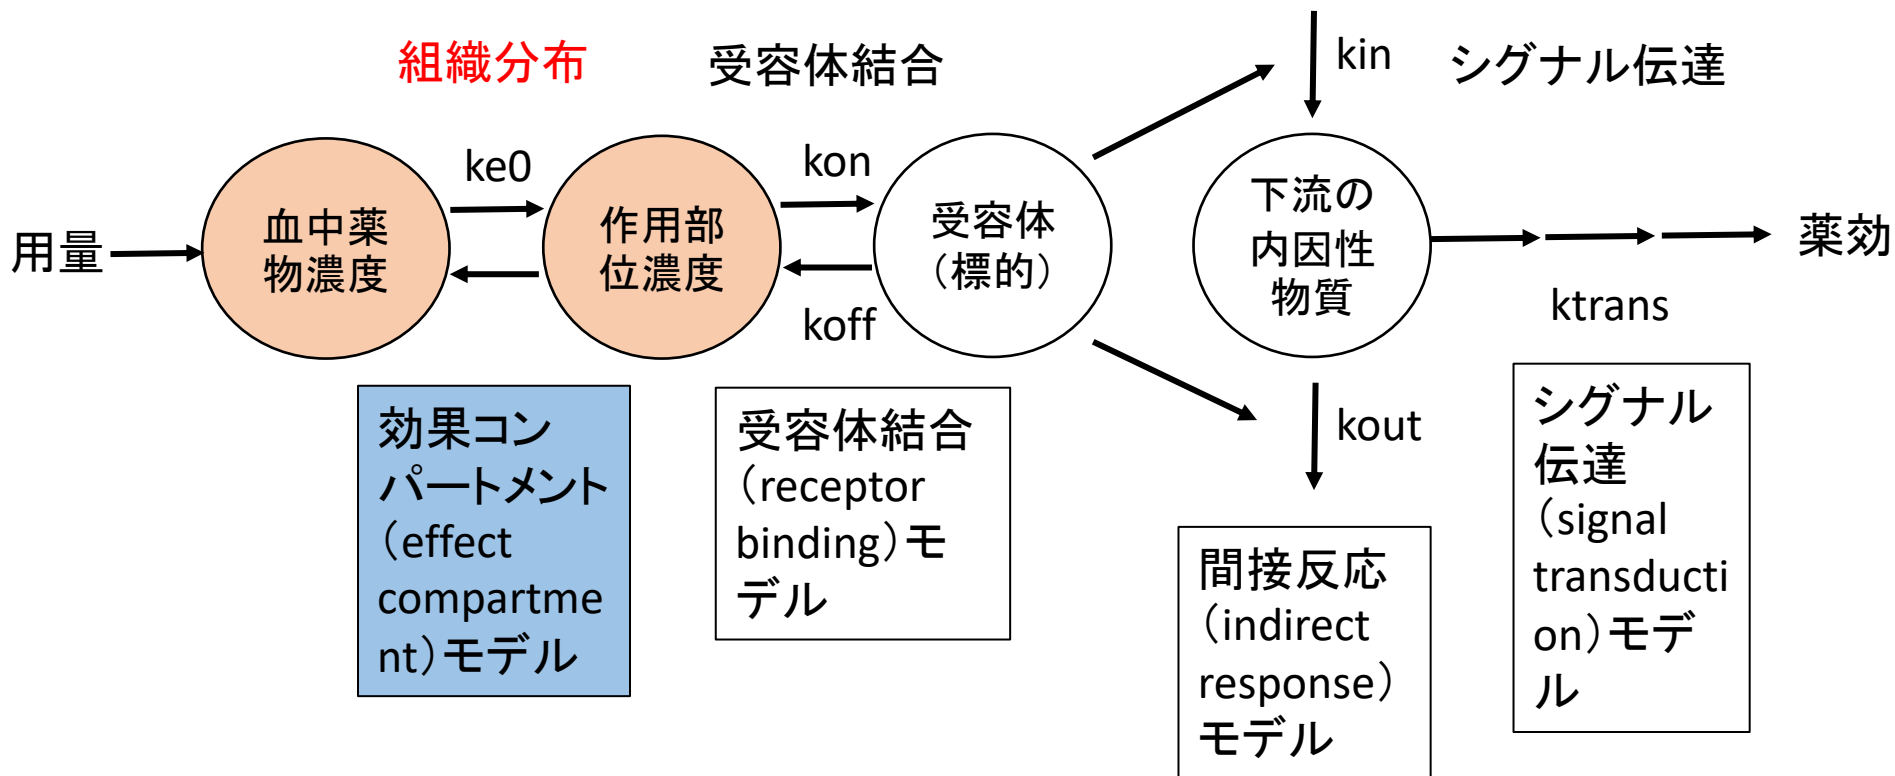 組織分布
受容体結合
kin
シグナル伝達
用量
血中薬
物濃度
ke0
作用部
位濃度
kon
koff
受容体
（標的）
下流の
内因性
物質
ktrans
薬効
kout
効果コン
パートメント
（effect
compartme
nt）モデル
受容体結合
（receptor
binding）モ
デル
間接反応
（indirect
response）
モデル
シグナル
伝達
（signal
transducti
on）モデ
ル